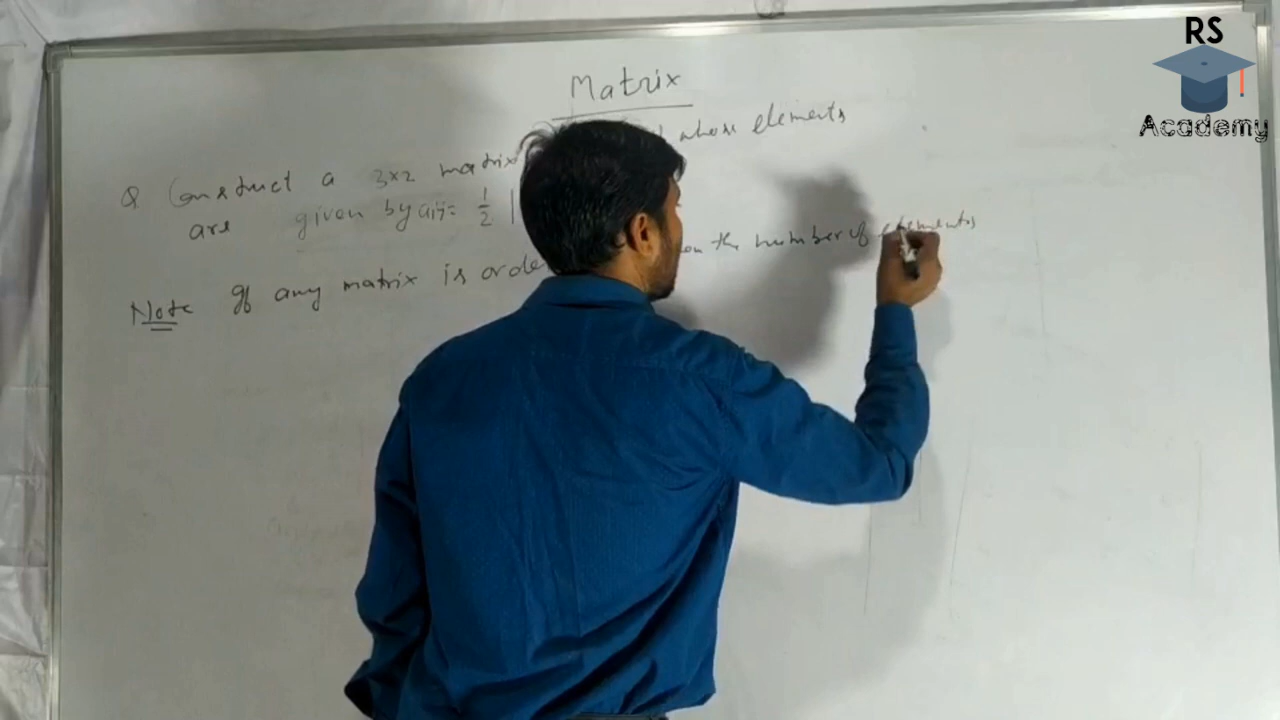 Matrix
Q Construct a 3×2 matrix whose elements
are given by aij = 1/2 |
Note If any matrix is orde on the number of elements
RS
Academy